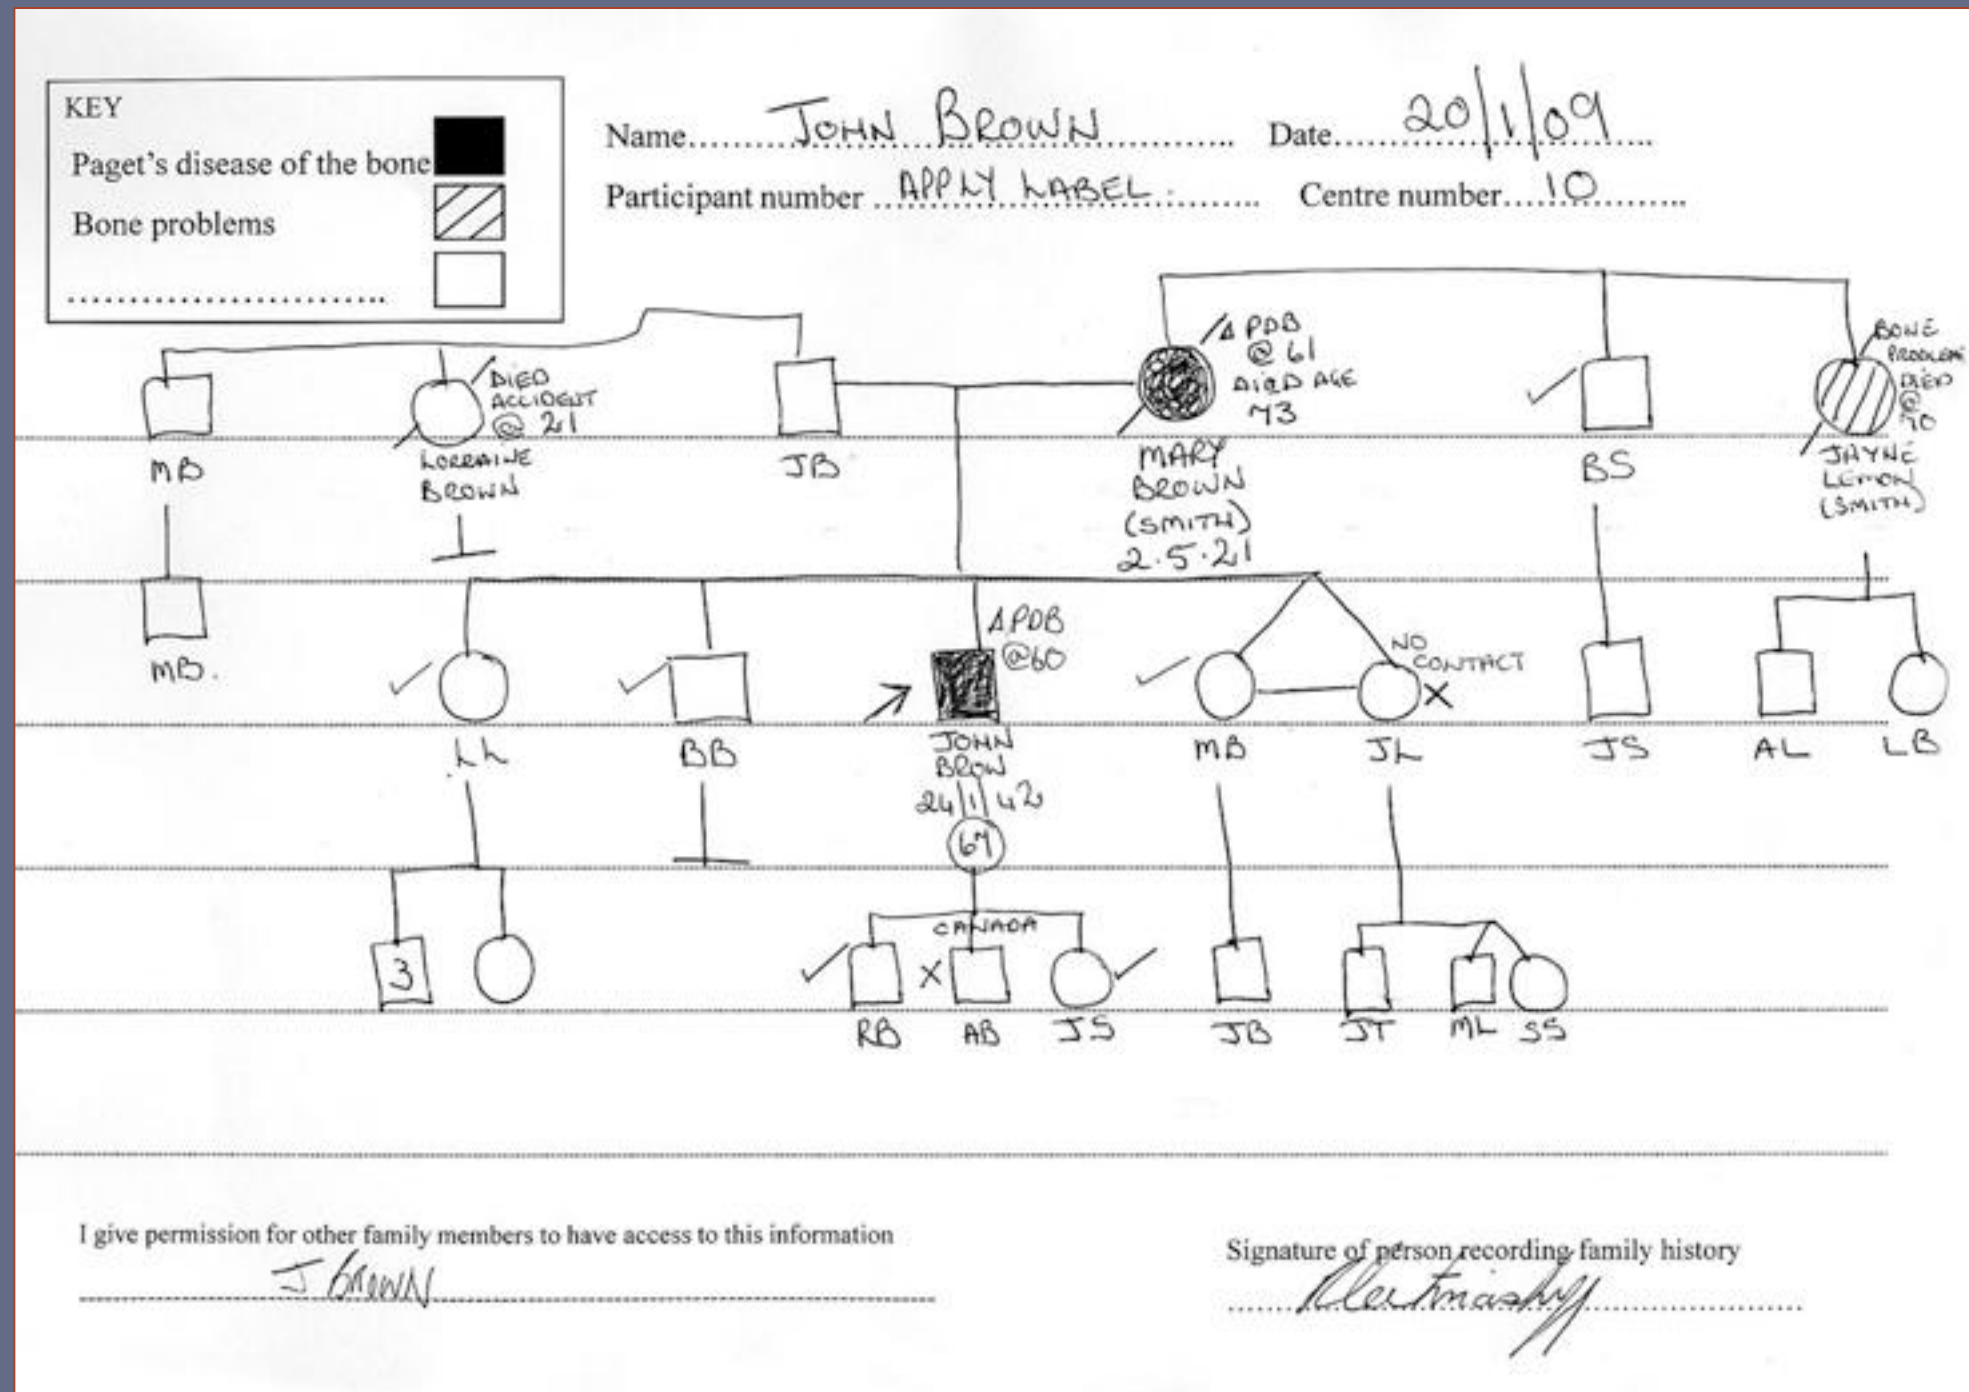 KEY
Paget's disease of the bone
Bone problems
Name JOHN BROWN Date 20/1/09
Participant number APPLY LABEL. Centre number 10
Δ PDB
@ 61
DIED AGE
73
BONE
PROBLEM
DIED
@
70
DIED
ACCIDENT
@ 21
MB
LORRAINE
BROWN
JB
MARY
BROWN
(SMITH)
2.5.21
BS
JAYNE
LEMON
(SMITH)
Δ PDB
@60
NO
CONTACT
X
MB.
LL
BB
JOHN
BROW
24/1/42
67
MB
JL
JS
AL
LB
CANADA
3
X
RB
AB
JS
JB
JT
ML
SS
I give permission for other family members to have access to this information
J BROWN
Signature of person recording family history